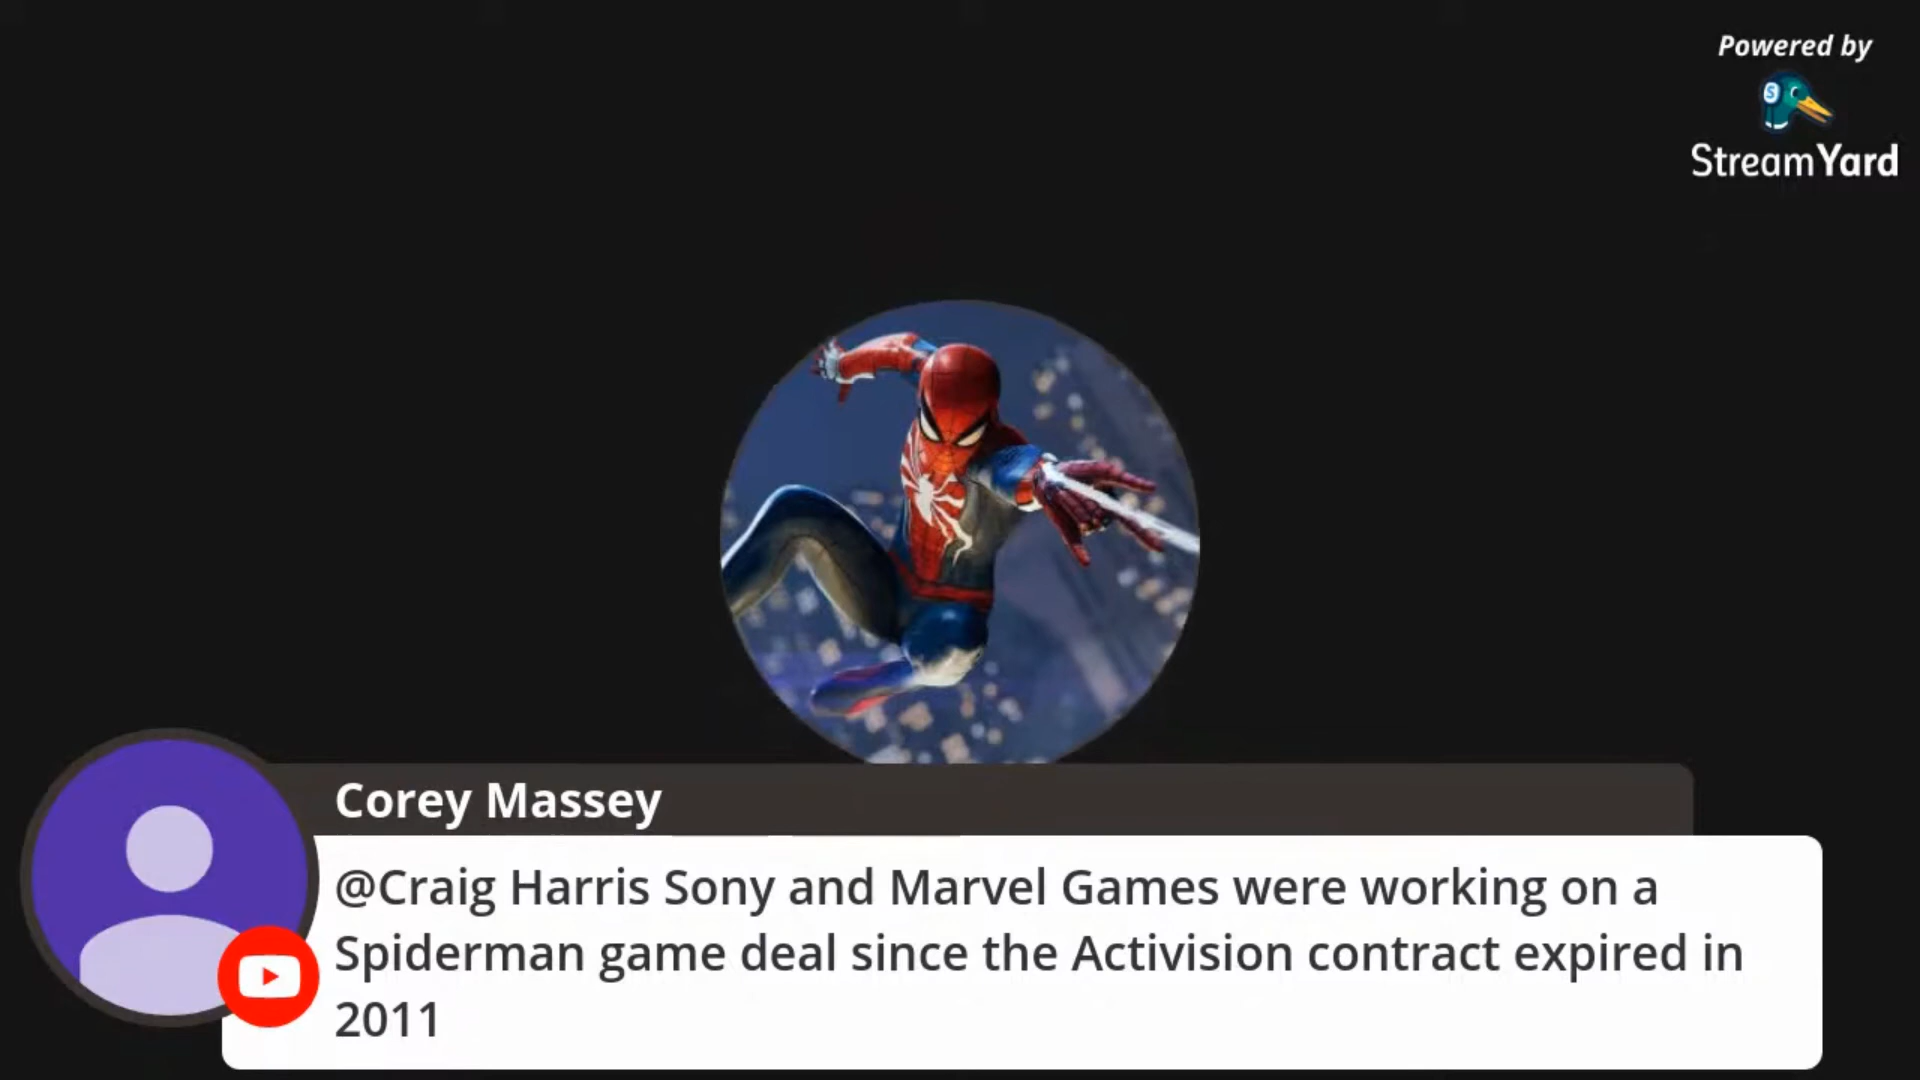 Powered by
StreamYard
Corey Massey
@Craig Harris Sony and Marvel Games were working on a
Spiderman game deal since the Activision contract expired in
2011